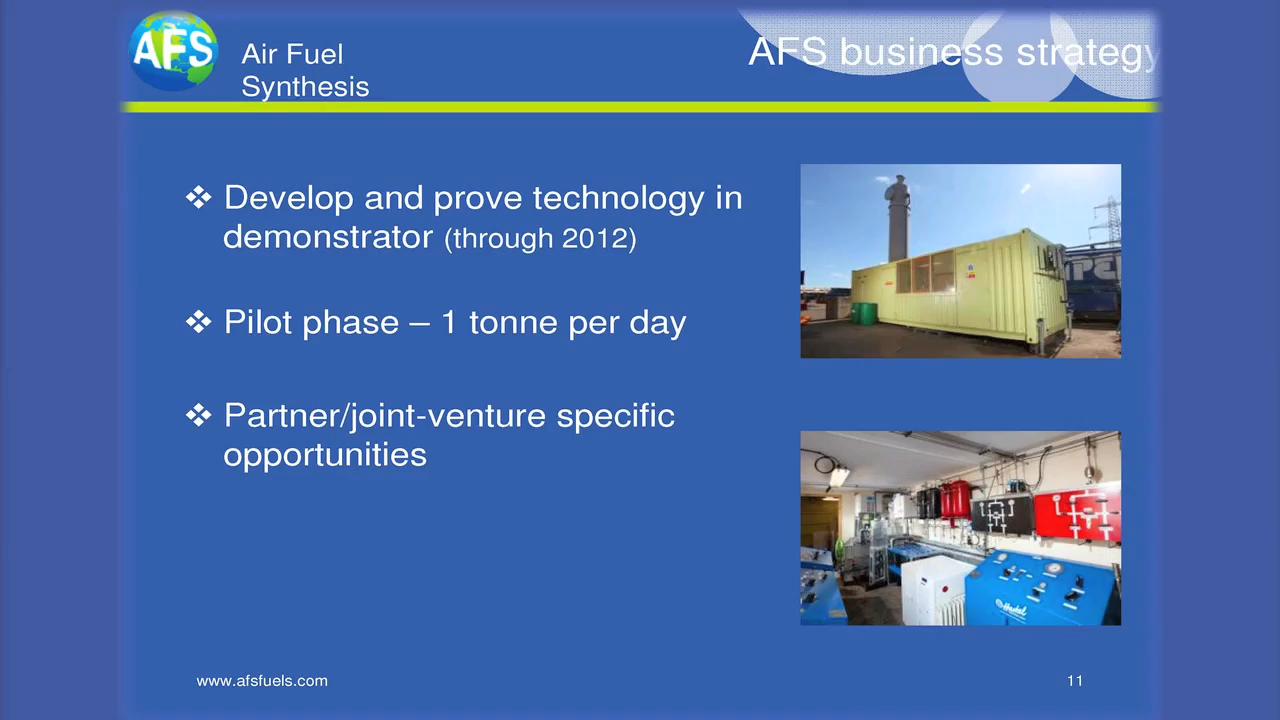 AFS
Air Fuel
Synthesis
AFS business strategy
❖ Develop and prove technology in
demonstrator (through 2012)
❖ Pilot phase – 1 tonne per day
❖ Partner/joint-venture specific
opportunities
www.afsfuels.com
11